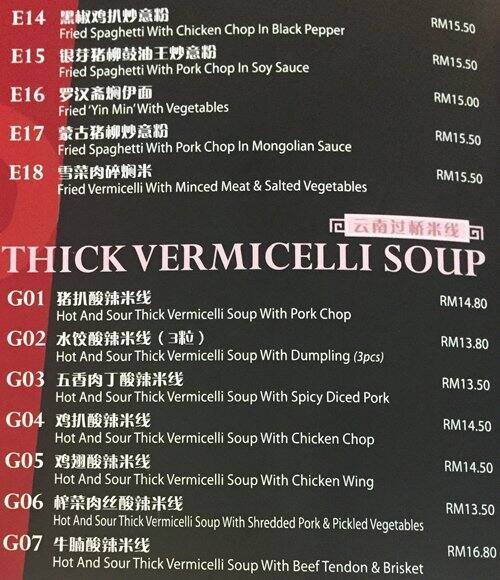 E14 黑椒鸡扒炒意粉
Fried Spaghetti With Chicken Chop In Black Pepper RM15.50
E15 银芽猪柳鼓油王炒意粉
Fried Spaghetti With Pork Chop In Soy Sauce RM15.50
E16 罗汉斋焖伊面
Fried 'Yin Min' With Vegetables RM15.00
E17 蒙古猪柳炒意粉
Fried Spaghetti With Pork Chop In Mongolian Sauce RM15.50
E18 雪菜肉碎焖米
Fried Vermicelli With Minced Meat & Salted Vegetables RM15.50
云南过桥米线
THICK VERMICELLI SOUP
G01 猪扒酸辣米线
Hot And Sour Thick Vermicelli Soup With Pork Chop RM14.80
G02 水饺酸辣米线（3粒）
Hot And Sour Thick Vermicelli Soup With Dumpling (3pcs) RM13.80
G03 五香肉丁酸辣米线
Hot And Sour Thick Vermicelli Soup With Spicy Diced Pork RM13.50
G04 鸡扒酸辣米线
Hot And Sour Thick Vermicelli Soup With Chicken Chop RM14.50
G05 鸡翅酸辣米线
Hot And Sour Thick Vermicelli Soup With Chicken Wing RM14.50
G06 榨菜肉丝酸辣米线
Hot And Sour Thick Vermicelli Soup With Shredded Pork & Pickled Vegetables RM13.50
G07 牛腩酸辣米线
Hot And Sour Thick Vermicelli Soup With Beef Tendon & Brisket RM16.80